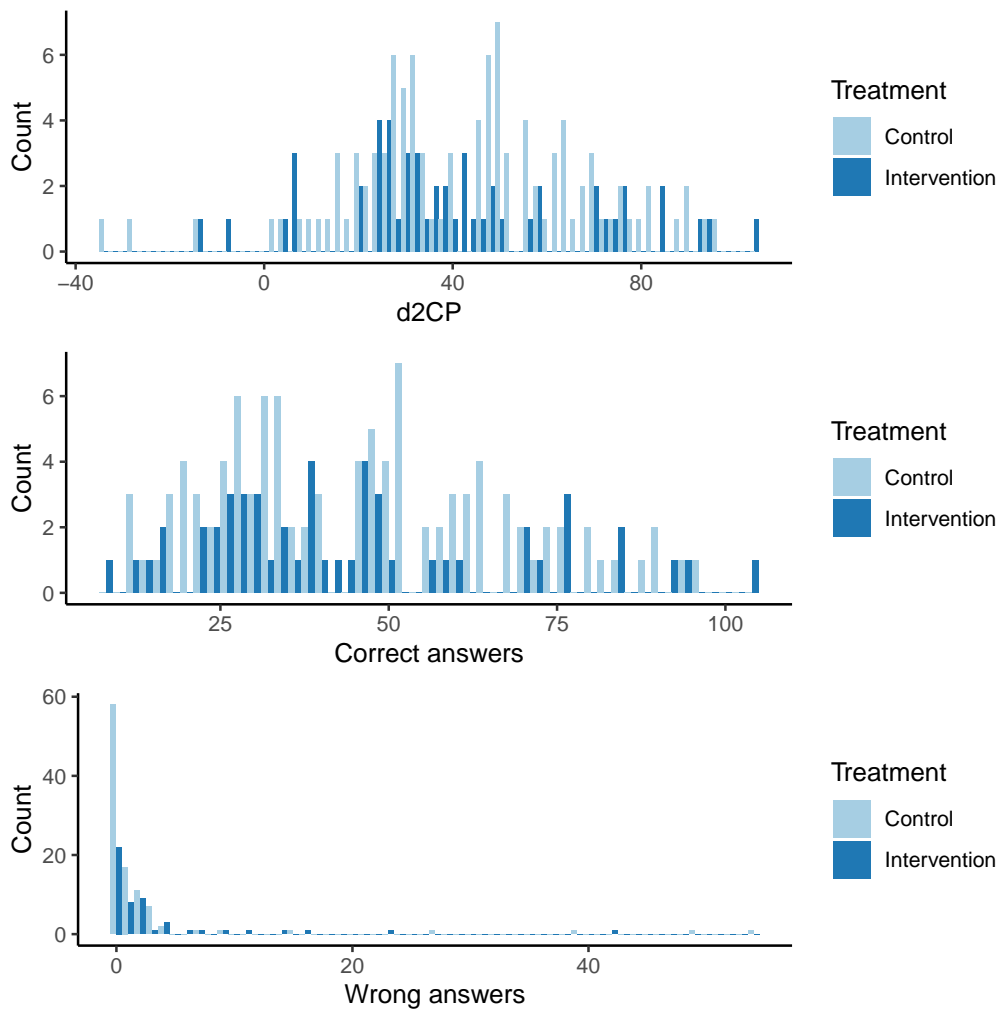 6
4
2
0
Count
−40
0
40
80
d2CP
Treatment
Control
Intervention
6
4
2
0
Count
25
50
75
100
Correct answers
Treatment
Control
Intervention
60
40
20
0
Count
0
20
40
Wrong answers
Treatment
Control
Intervention